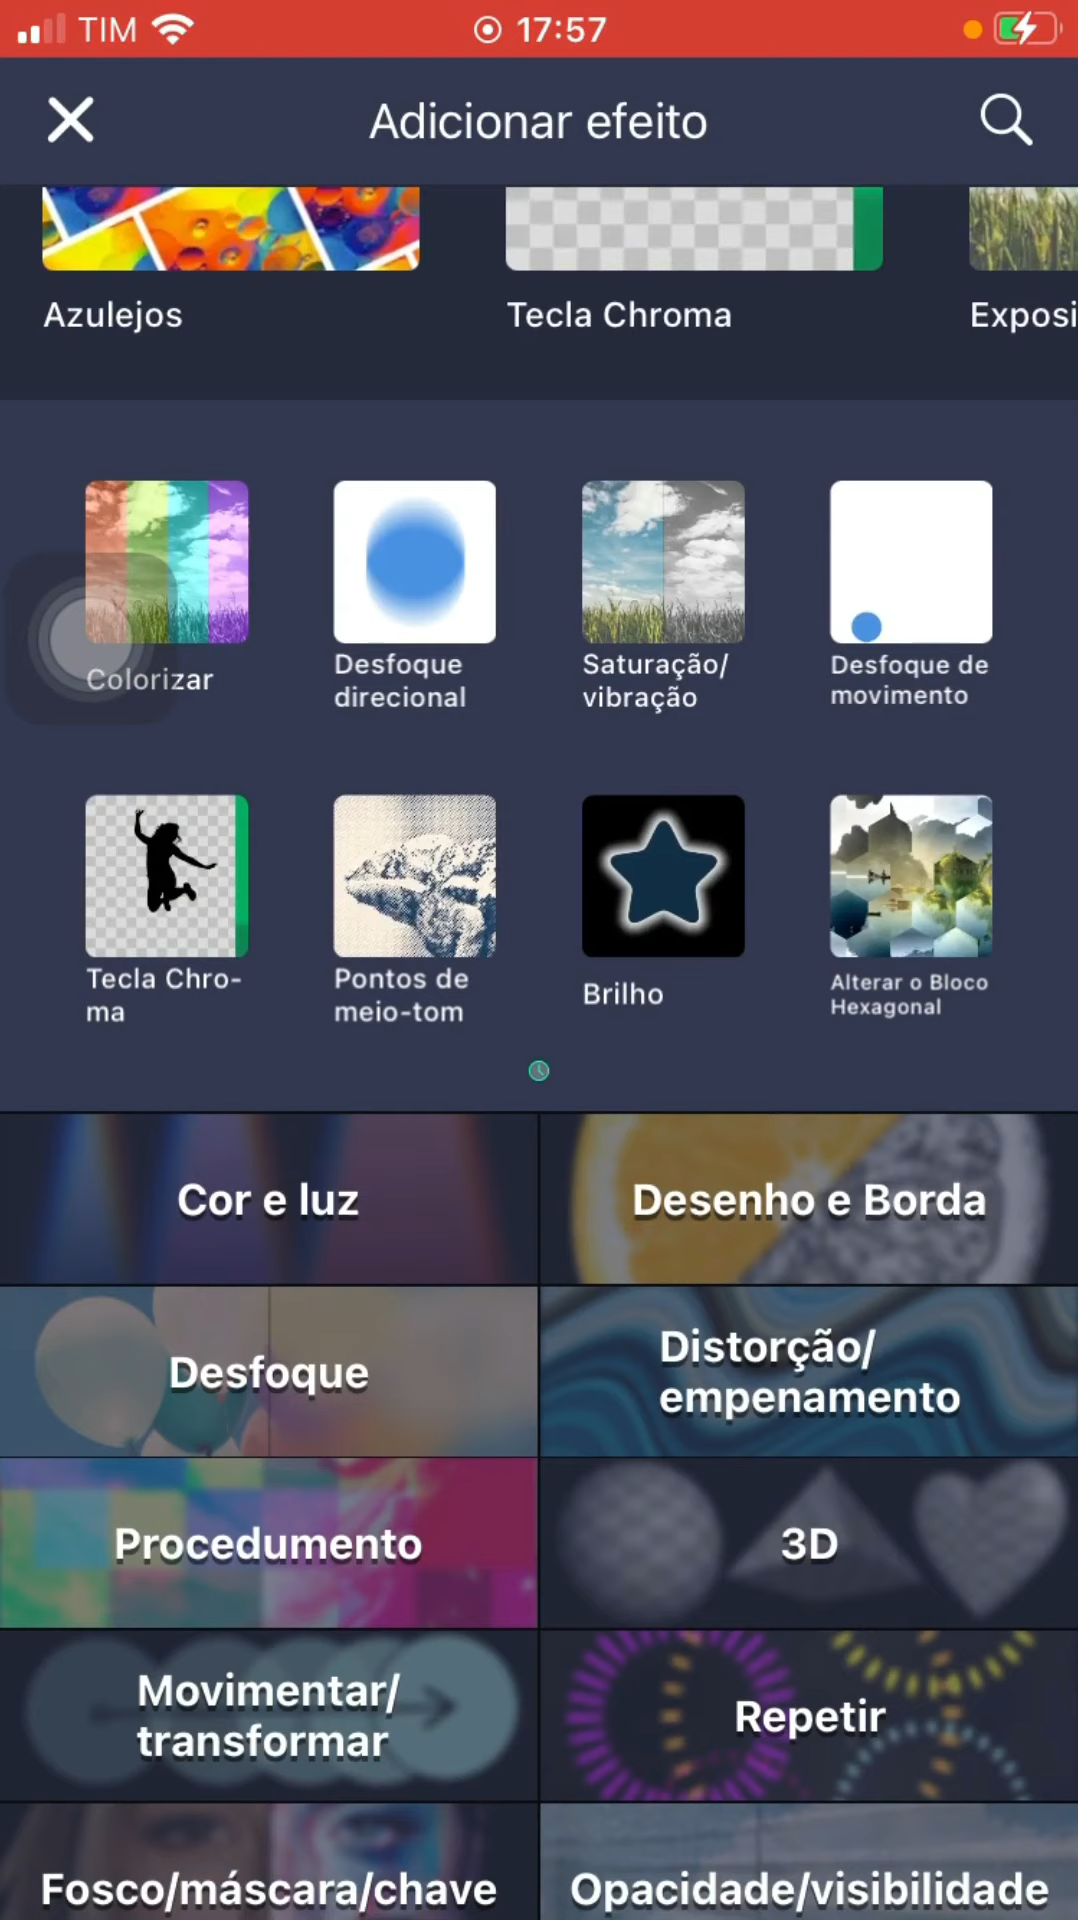 TIM 17:57
Adicionar efeito
Azulejos
Tecla Chroma
Exposi
Colorizar
Desfoque
direcional
Saturação/
vibração
Desfoque de
movimento
Tecla Chro-
ma
Pontos de
meio-tom
Brilho
Alterar o Bloco
Hexagonal
Cor e luz
Desenho e Borda
Desfoque
Distorção/
empenamento
Procedumento
3D
Movimentar/
transformar
Repetir
Fosco/máscara/chave
Opacidade/visibilidade